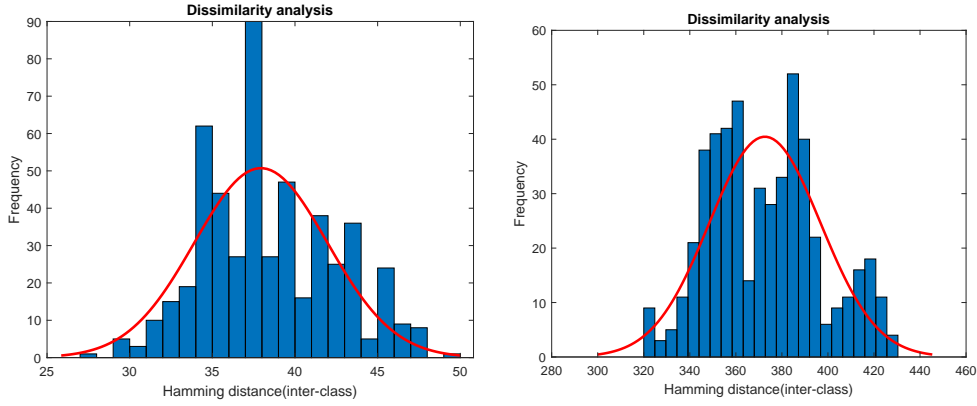 Dissimilarity analysis
90
80
70
60
50
40
30
20
10
0
Frequency
25 30 35 40 45 50
Hamming distance(inter-class)
Dissimilarity analysis
60
50
40
30
20
10
0
Frequency
280 300 320 340 360 380 400 420 440 460
Hamming distance(inter-class)